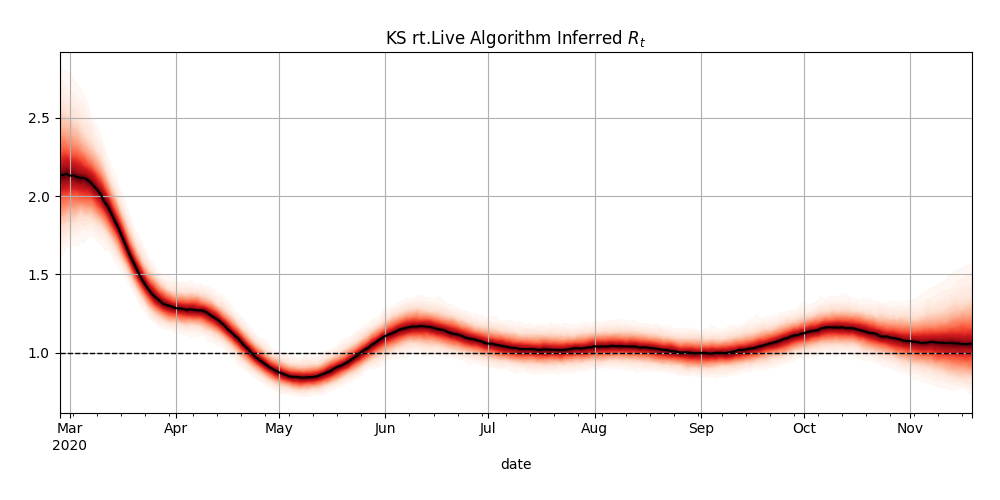 KS rt.Live Algorithm Inferred $R_t$
2.5
2.0
1.5
1.0
Mar Apr May Jun Jul Aug Sep Oct Nov
2020
date